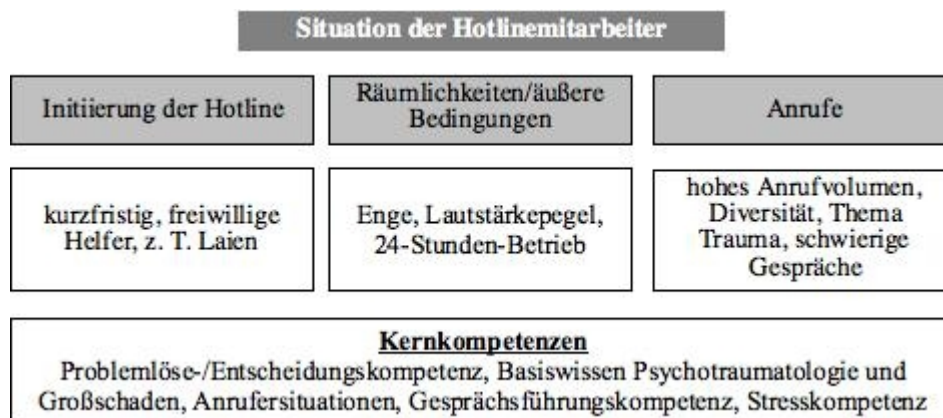 Situation der Hotlinemitarbeiter
Initiierung der Hotline
Räumlichkeiten/äußere
Bedingungen
Anrufe
kurzfristig, freiwillige
Helfer, z. T. Laien
Enge, Lautstärkepegel,
24-Stunden-Betrieb
hohes Anrufvolumen,
Diversität, Thema
Trauma, schwierige
Gespräche
Kernkompetenzen
Problemlöse-/Entscheidungskompetenz, Basiswissen Psychotraumatologie und
Großschaden, Anrufersituationen, Gesprächsführungskompetenz, Stresskompetenz